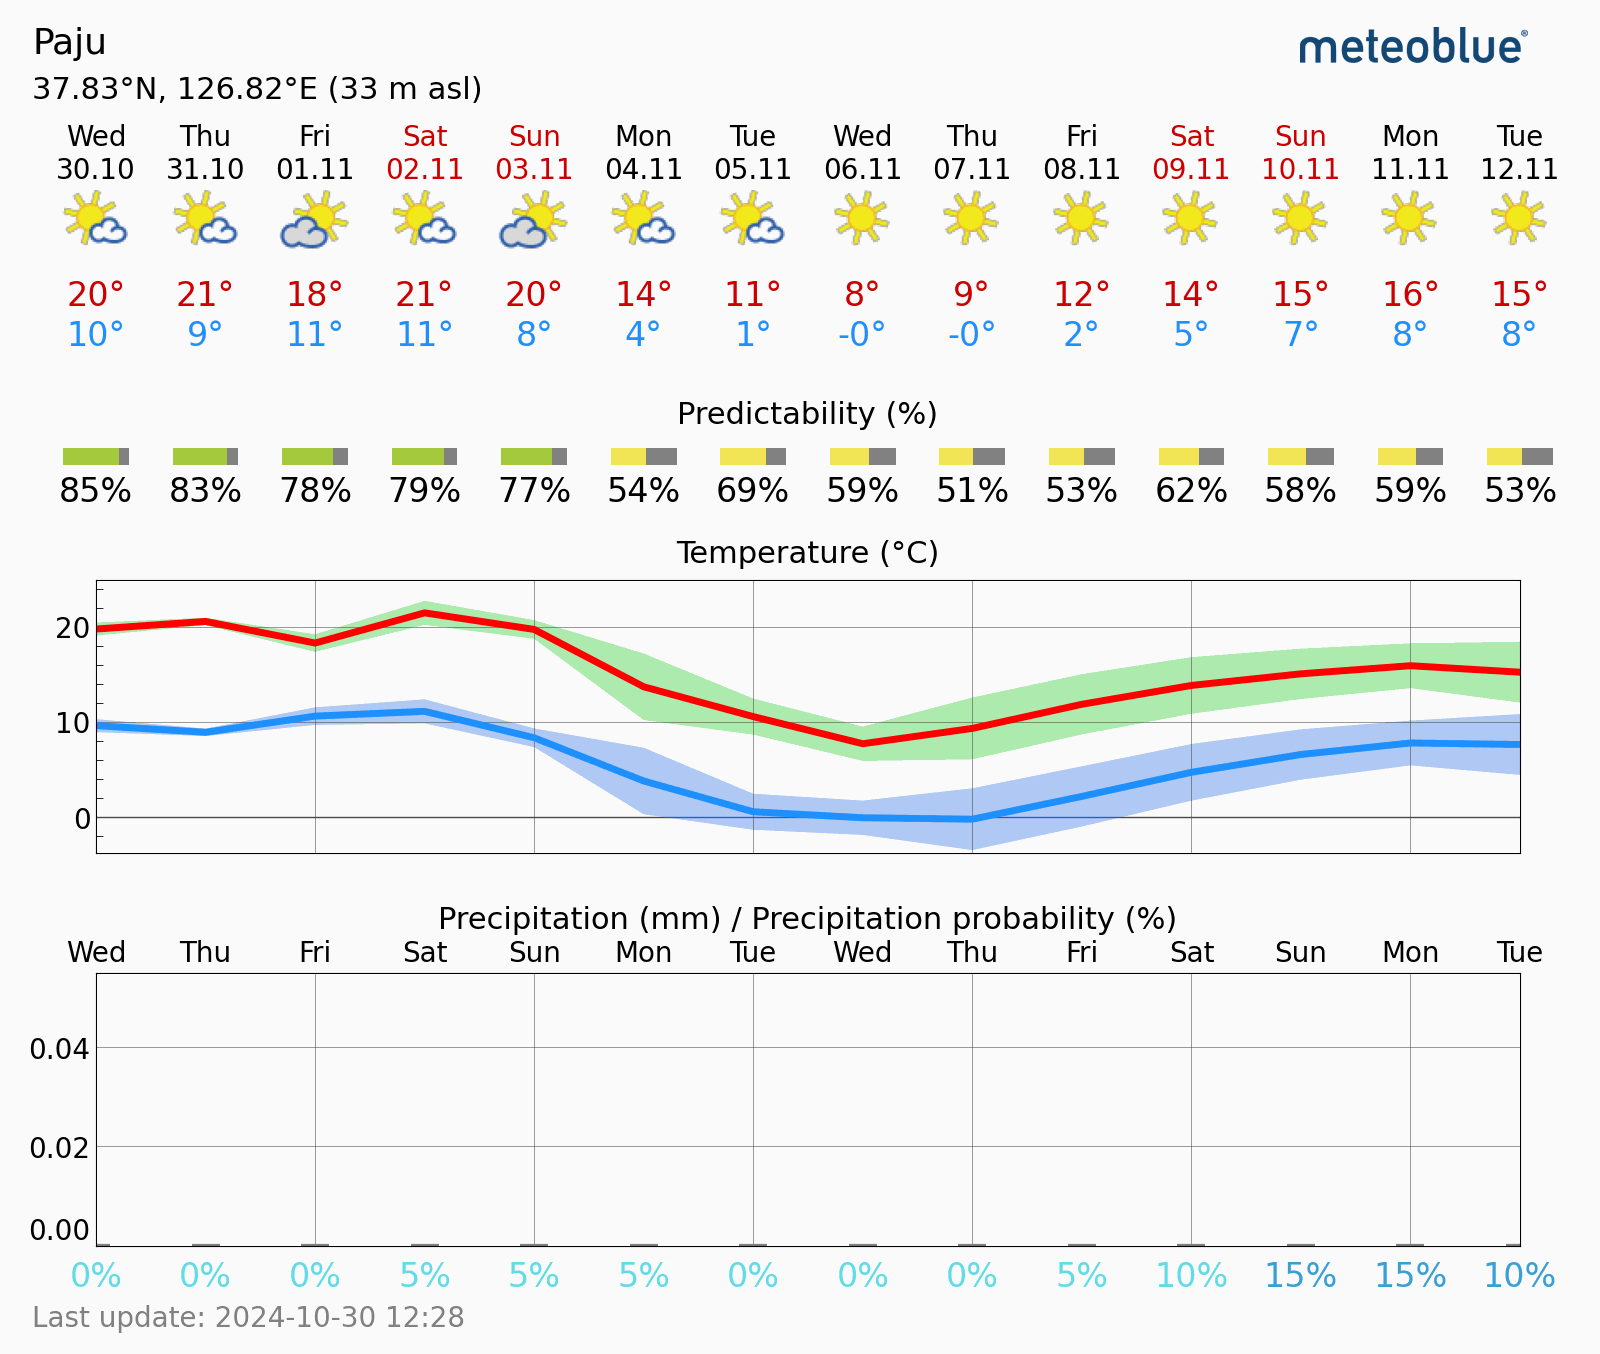 Paju
meteoblue®
37.83°N, 126.82°E (33 m asl)
Wed Thu Fri Sat Sun Mon Tue Wed Thu Fri Sat Sun Mon Tue
30.10 31.10 01.11 02.11 03.11 04.11 05.11 06.11 07.11 08.11 09.11 10.11 11.11 12.11
20° 21° 18° 21° 20° 14° 11° 8° 9° 12° 14° 15° 16° 15°
10° 9° 11° 11° 8° 4° 1° -0° -0° 2° 5° 7° 8° 8°
Predictability (%)
85% 83% 78% 79% 77% 54% 69% 59% 51% 53% 62% 58% 59% 53%
Temperature (°C)
20
10
0
Precipitation (mm) / Precipitation probability (%)
Wed Thu Fri Sat Sun Mon Tue Wed Thu Fri Sat Sun Mon Tue
0.04
0.02
0.00
0% 0% 0% 5% 5% 5% 0% 0% 0% 5% 10% 15% 15% 10%
Last update: 2024-10-30 12:28